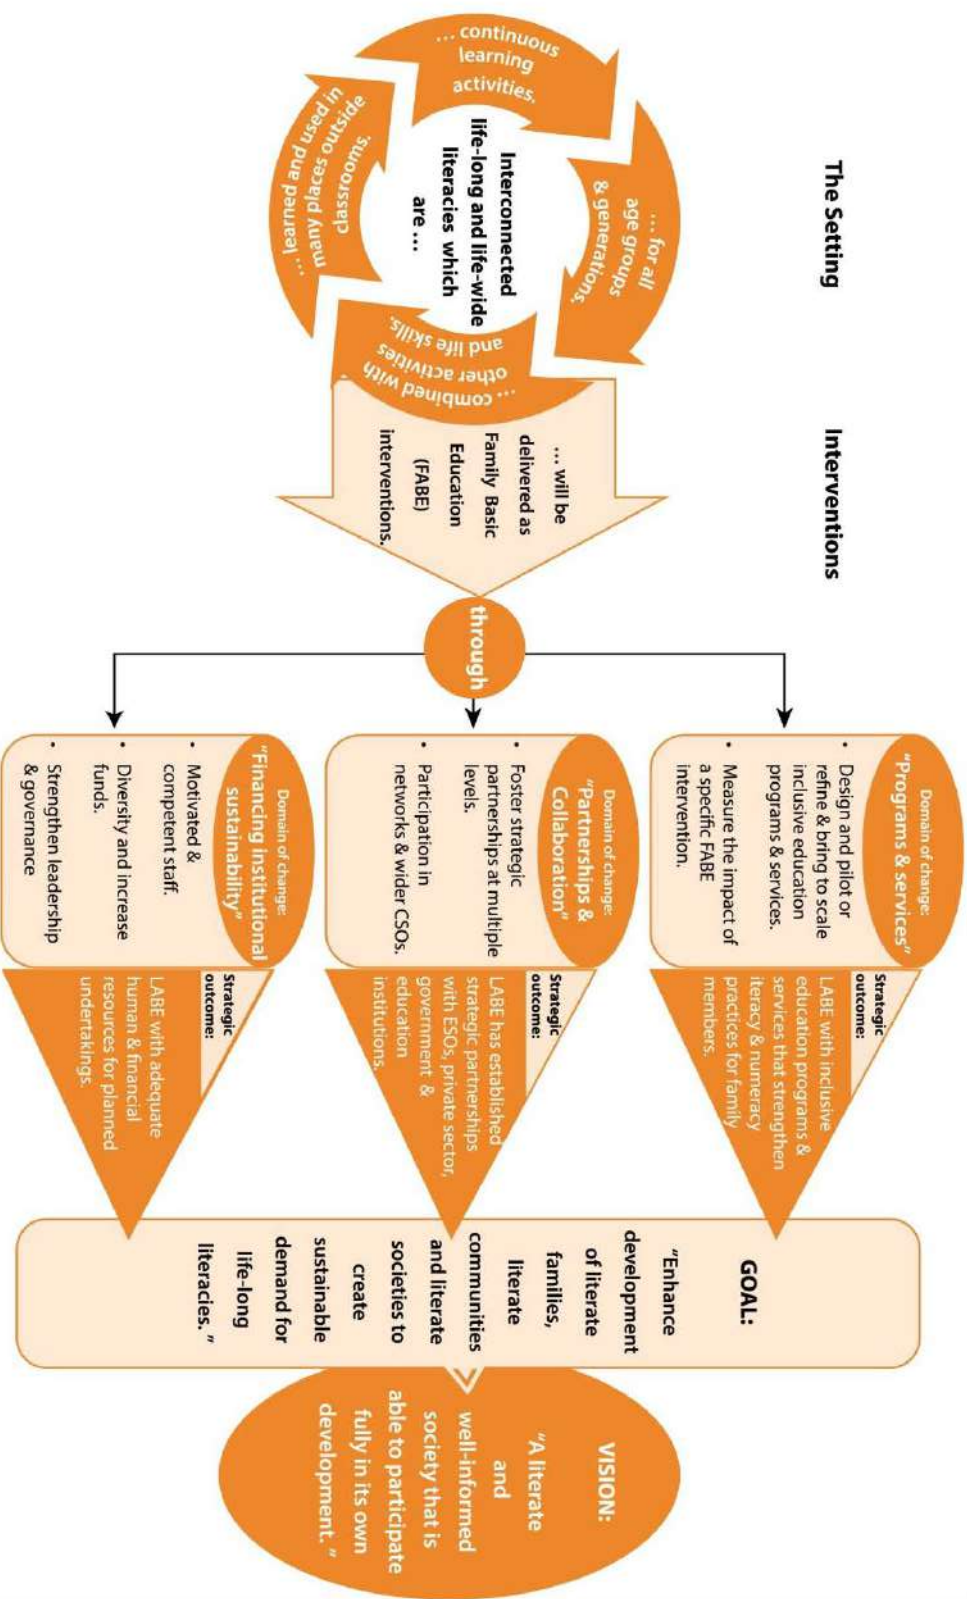 The Setting
Interventions
Interconnected
life-long and life-wide
literacies which
are ...
... continuous
learning
activities.
... for all
age groups
& generations.
... combined with
other activities
and life skills.
... learned and used in
many places outside
classrooms.
... will be
delivered as
Family Basic
Education
(FABE)
interventions.
through
Domain of change:
"Programs & services"
• Design and pilot or
refine & bring to scale
inclusive education
programs & services.
• Measure the impact of
a specific FABE
intervention.
Strategic
outcome:
LABE with inclusive
education programs &
services that strengthen
literacy & numeracy
practices for family
members.
Domain of change:
"Partnerships &
Collaboration"
• Foster strategic
partnerships at multiple
levels.
• Participation in
networks & wider CSOs.
Strategic
outcome:
LABE has established
strategic partnerships
with ESOs, private sector,
government &
education
institutions.
Domain of change:
"Financing institutional
sustainability"
• Motivated &
competent staff.
• Diversity and increase
funds.
• Strengthen leadership
& governance
Strategic
outcome:
LABE with adequate
human & financial
resources for planned
undertakings.
GOAL:
"Enhance
development
of literate
families,
literate
communities
and literate
societies to
create
sustainable
demand for
life-long
literacies."
VISION:
"A literate
and
well-informed
society that is
able to participate
fully in its own
development."